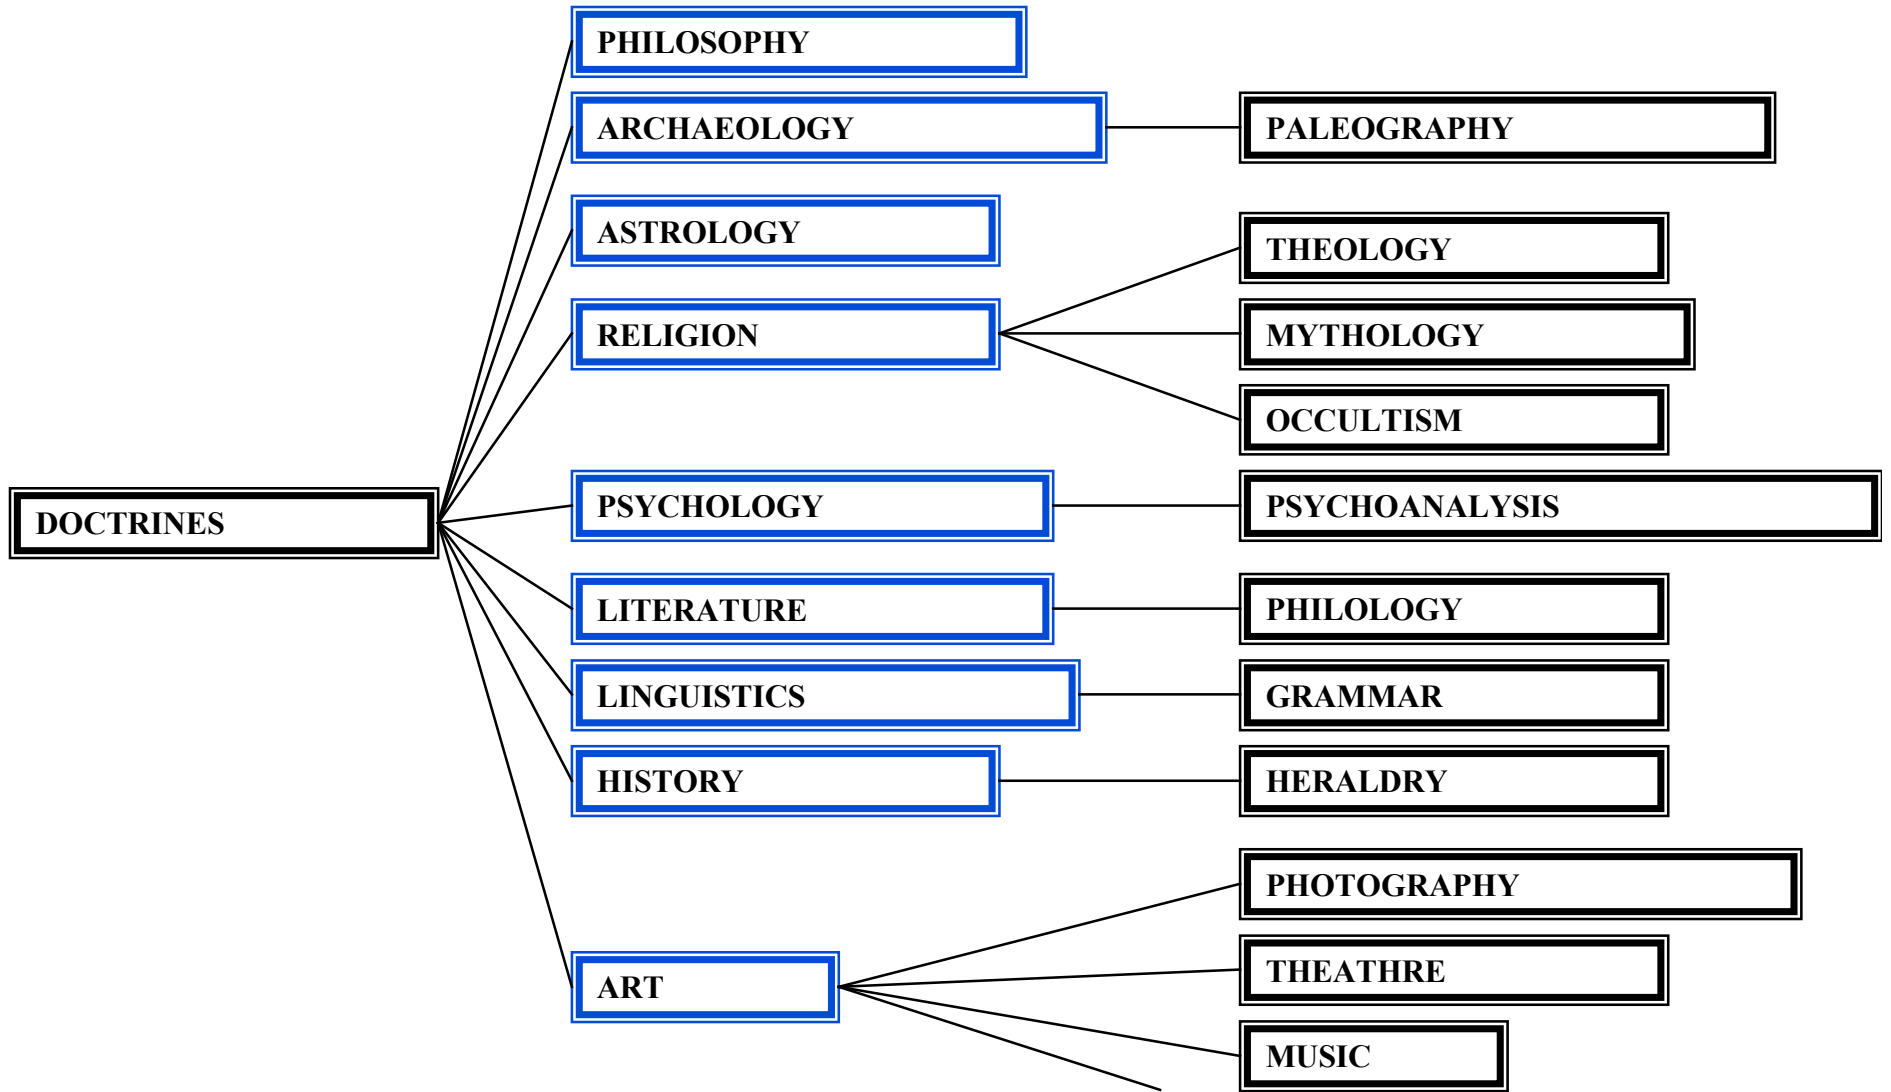 DOCTRINES
PHILOSOPHY
ARCHAEOLOGY
PALEOGRAPHY
ASTROLOGY
RELIGION
THEOLOGY
MYTHOLOGY
OCCULTISM
PSYCHOLOGY
PSYCHOANALYSIS
LITERATURE
PHILOLOGY
LINGUISTICS
GRAMMAR
HISTORY
HERALDRY
ART
PHOTOGRAPHY
THEATHRE
MUSIC